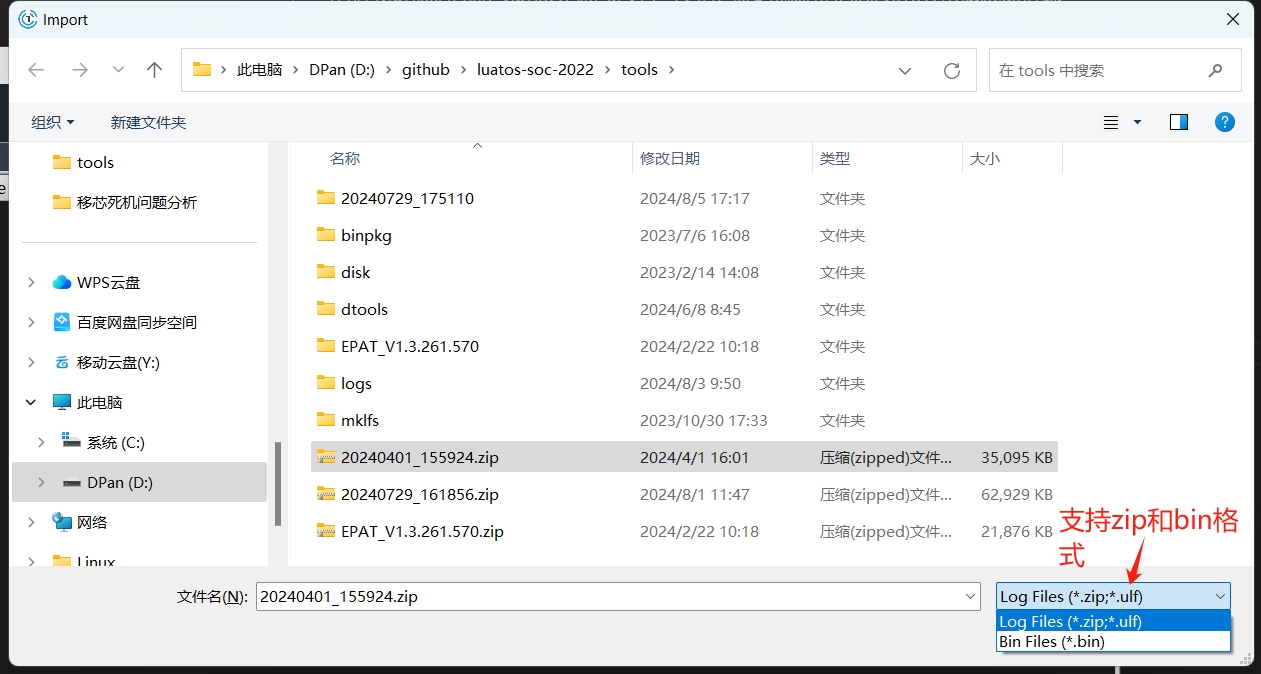 Import
此电脑 > DPan (D:) > github > luatos-soc-2022 > tools >
在 tools 中搜索
组织
新建文件夹
tools
移芯死机问题分析
WPS云盘
百度网盘同步空间
移动云盘(Y:)
此电脑
系统 (C:)
DPan (D:)
网络
Linux
名称 修改日期 类型 大小
20240729_175110 2024/8/5 17:17 文件夹
binpkg 2023/7/6 16:08 文件夹
disk 2023/2/14 14:08 文件夹
dtools 2024/6/8 8:45 文件夹
EPAT_V1.3.261.570 2024/2/22 10:18 文件夹
logs 2024/8/3 9:50 文件夹
mklfs 2023/10/30 17:33 文件夹
20240401_155924.zip 2024/4/1 16:01 压缩(zipped)文件... 35,095 KB
20240729_161856.zip 2024/8/1 11:47 压缩(zipped)文件... 62,929 KB
EPAT_V1.3.261.570.zip 2024/2/22 10:18 压缩(zipped)文件... 21,876 KB
支持zip和bin格
式
文件名(N): 20240401_155924.zip
Log Files (*.zip;*.ulf)
Log Files (*.zip;*.ulf)
Bin Files (*.bin)